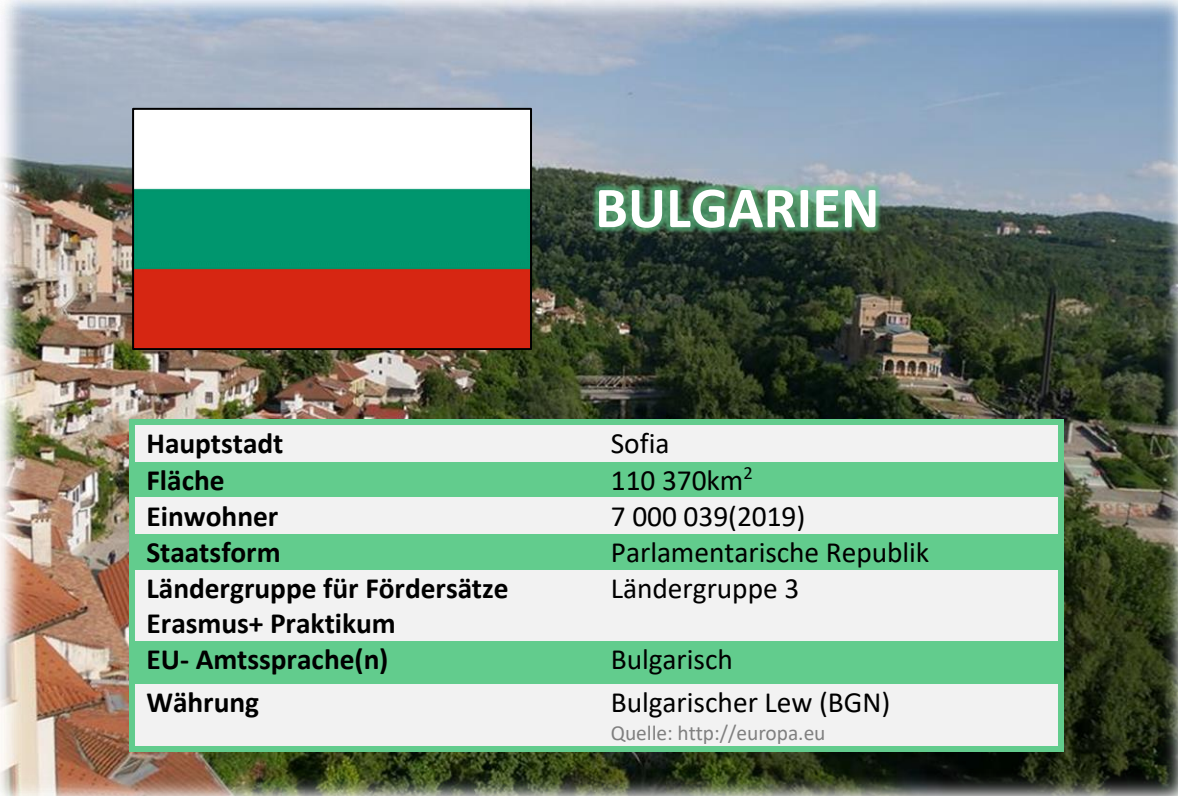 BULGARIEN
Hauptstadt Sofia
Fläche 110 370km²
Einwohner 7 000 039(2019)
Staatsform Parlamentarische Republik
Ländergruppe für Fördersätze Ländergruppe 3
Erasmus+ Praktikum
EU- Amtssprache(n) Bulgarisch
Währung Bulgarischer Lew (BGN)
Quelle: http://europa.eu